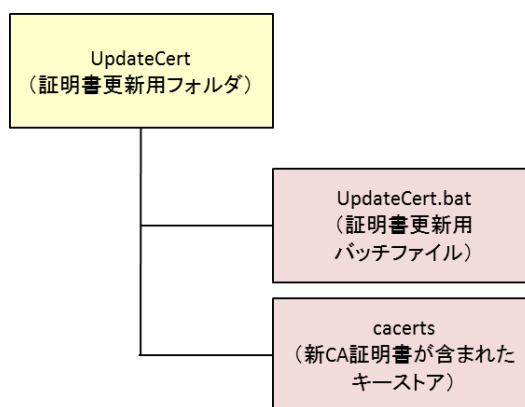 UpdateCert
（証明書更新用フォルダ）
UpdateCert.bat
（証明書更新用
バッチファイル）
cacerts
（新CA証明書が含まれた
キーストア）